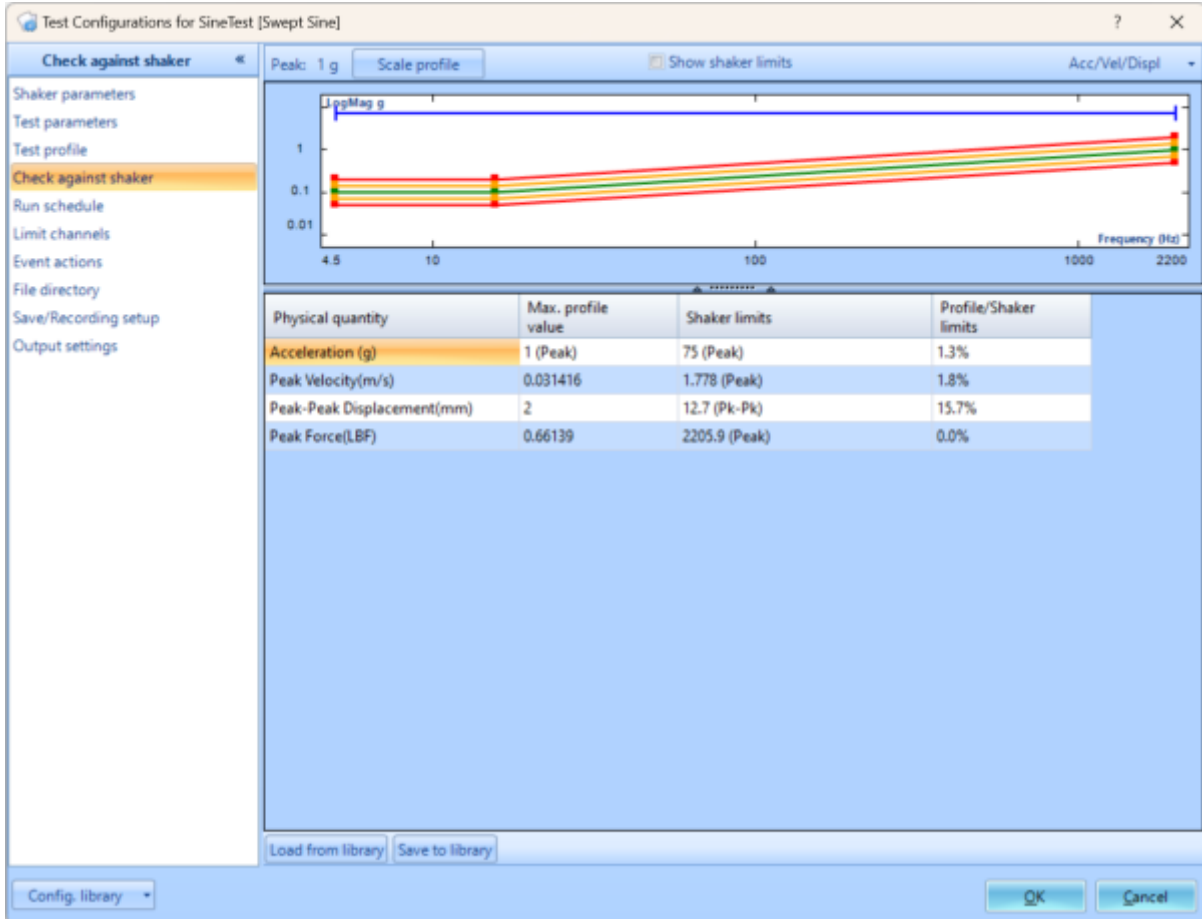 Test Configurations for SineTest [Swept Sine] ?
Check against shaker «
Shaker parameters
Test parameters
Test profile
Check against shaker
Run schedule
Limit channels
Event actions
File directory
Save/Recording setup
Output settings
Peak: 1 g Scale profile Show shaker limits Acc/Vel/Displ
LogMag g
1
0.1
0.01
Frequency (Hz)
4.5 10 100 1000 2200
Physical quantity Max. profile value Shaker limits Profile/Shaker limits
Acceleration (g) 1 (Peak) 75 (Peak) 1.3%
Peak Velocity(m/s) 0.031416 1.778 (Peak) 1.8%
Peak-Peak Displacement(mm) 2 12.7 (Pk-Pk) 15.7%
Peak Force(LBF) 0.66139 2205.9 (Peak) 0.0%
Load from library Save to library
Config. library OK Cancel